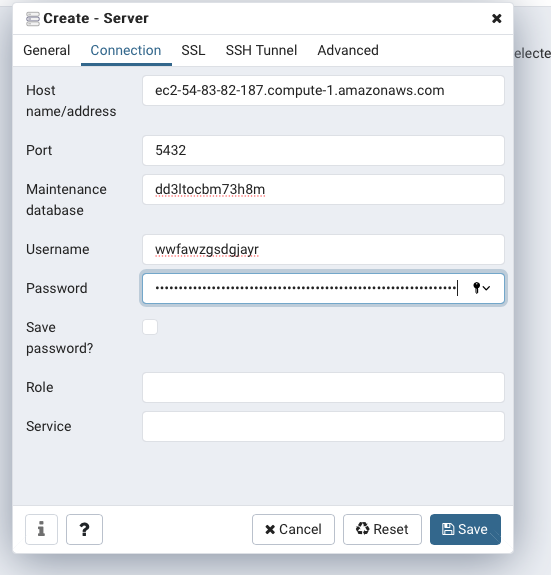 Create - Server
General Connection SSL SSH Tunnel Advanced
electe
Host
name/address
ec2-54-83-82-187.compute-1.amazonaws.com
Port
5432
Maintenance
database
dd3ltocbm73h8m
Username
wwfawzgsdgjayr
Password
Save
password?
Role
Service
i ? Cancel Reset Save